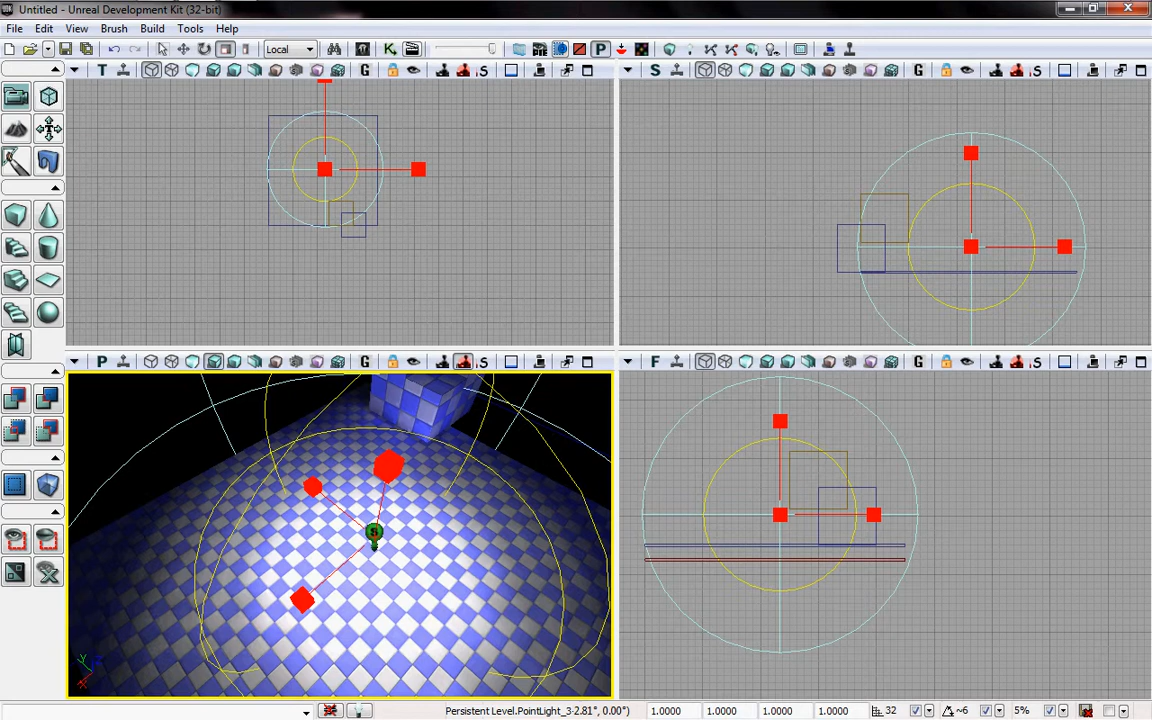 Untitled - Unreal Development Kit (32-bit)
File Edit View Brush Build Tools Help
Local
K P
T G S
S G S
P G S
F G S
S
Y Z
X
Persistent Level.PointLight_3-2.81°, 0.00°) 1.0000 1.0000 1.0000 1.0000 32 ~6 5%